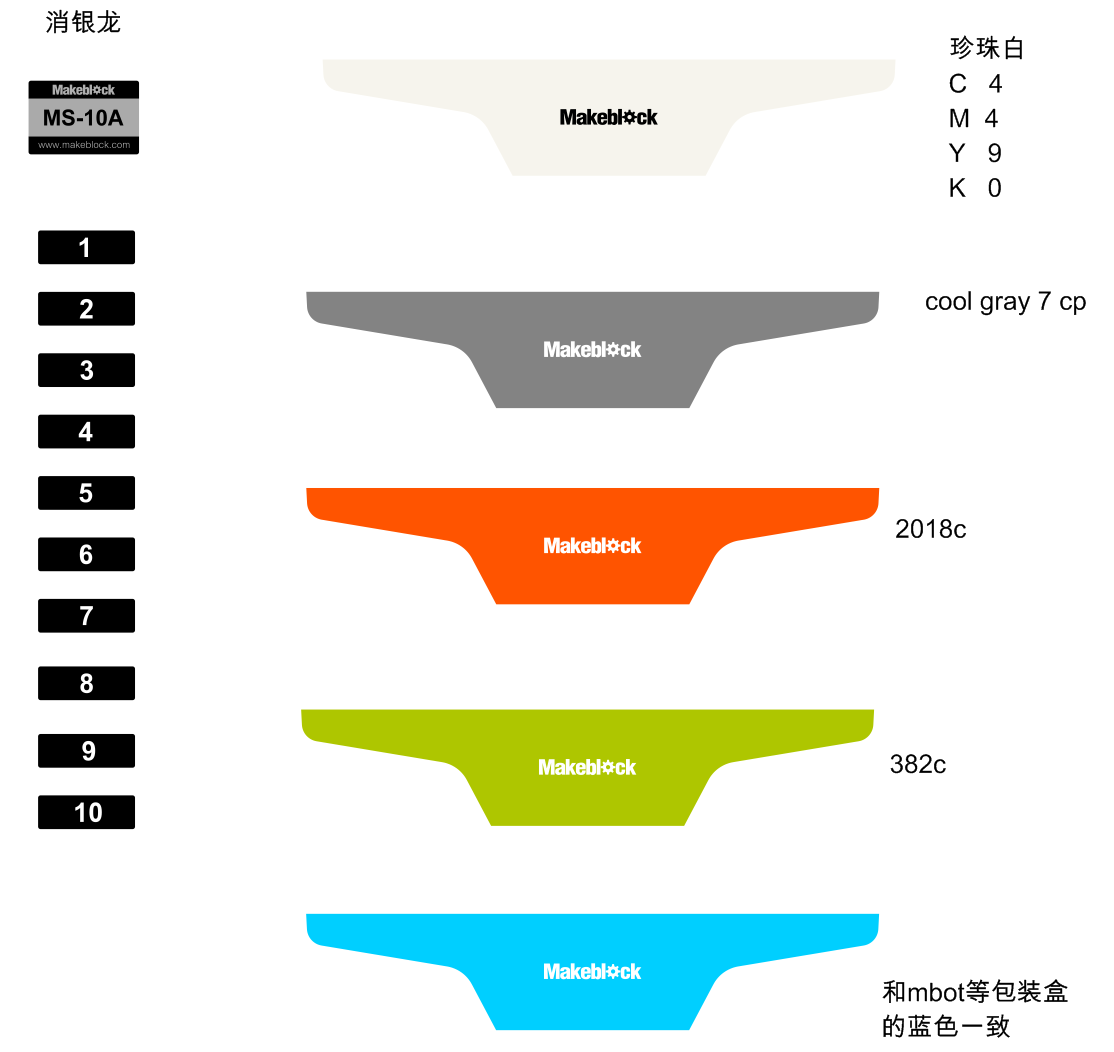 消银龙
Makeblock
MS-10A
www.makeblock.com
1
2
3
4
5
6
7
8
9
10
Makeblock
珍珠白
C 4
M 4
Y 9
K 0
Makeblock
cool gray 7 cp
Makeblock
2018c
Makeblock
382c
Makeblock
和mbot等包装盒
的蓝色一致